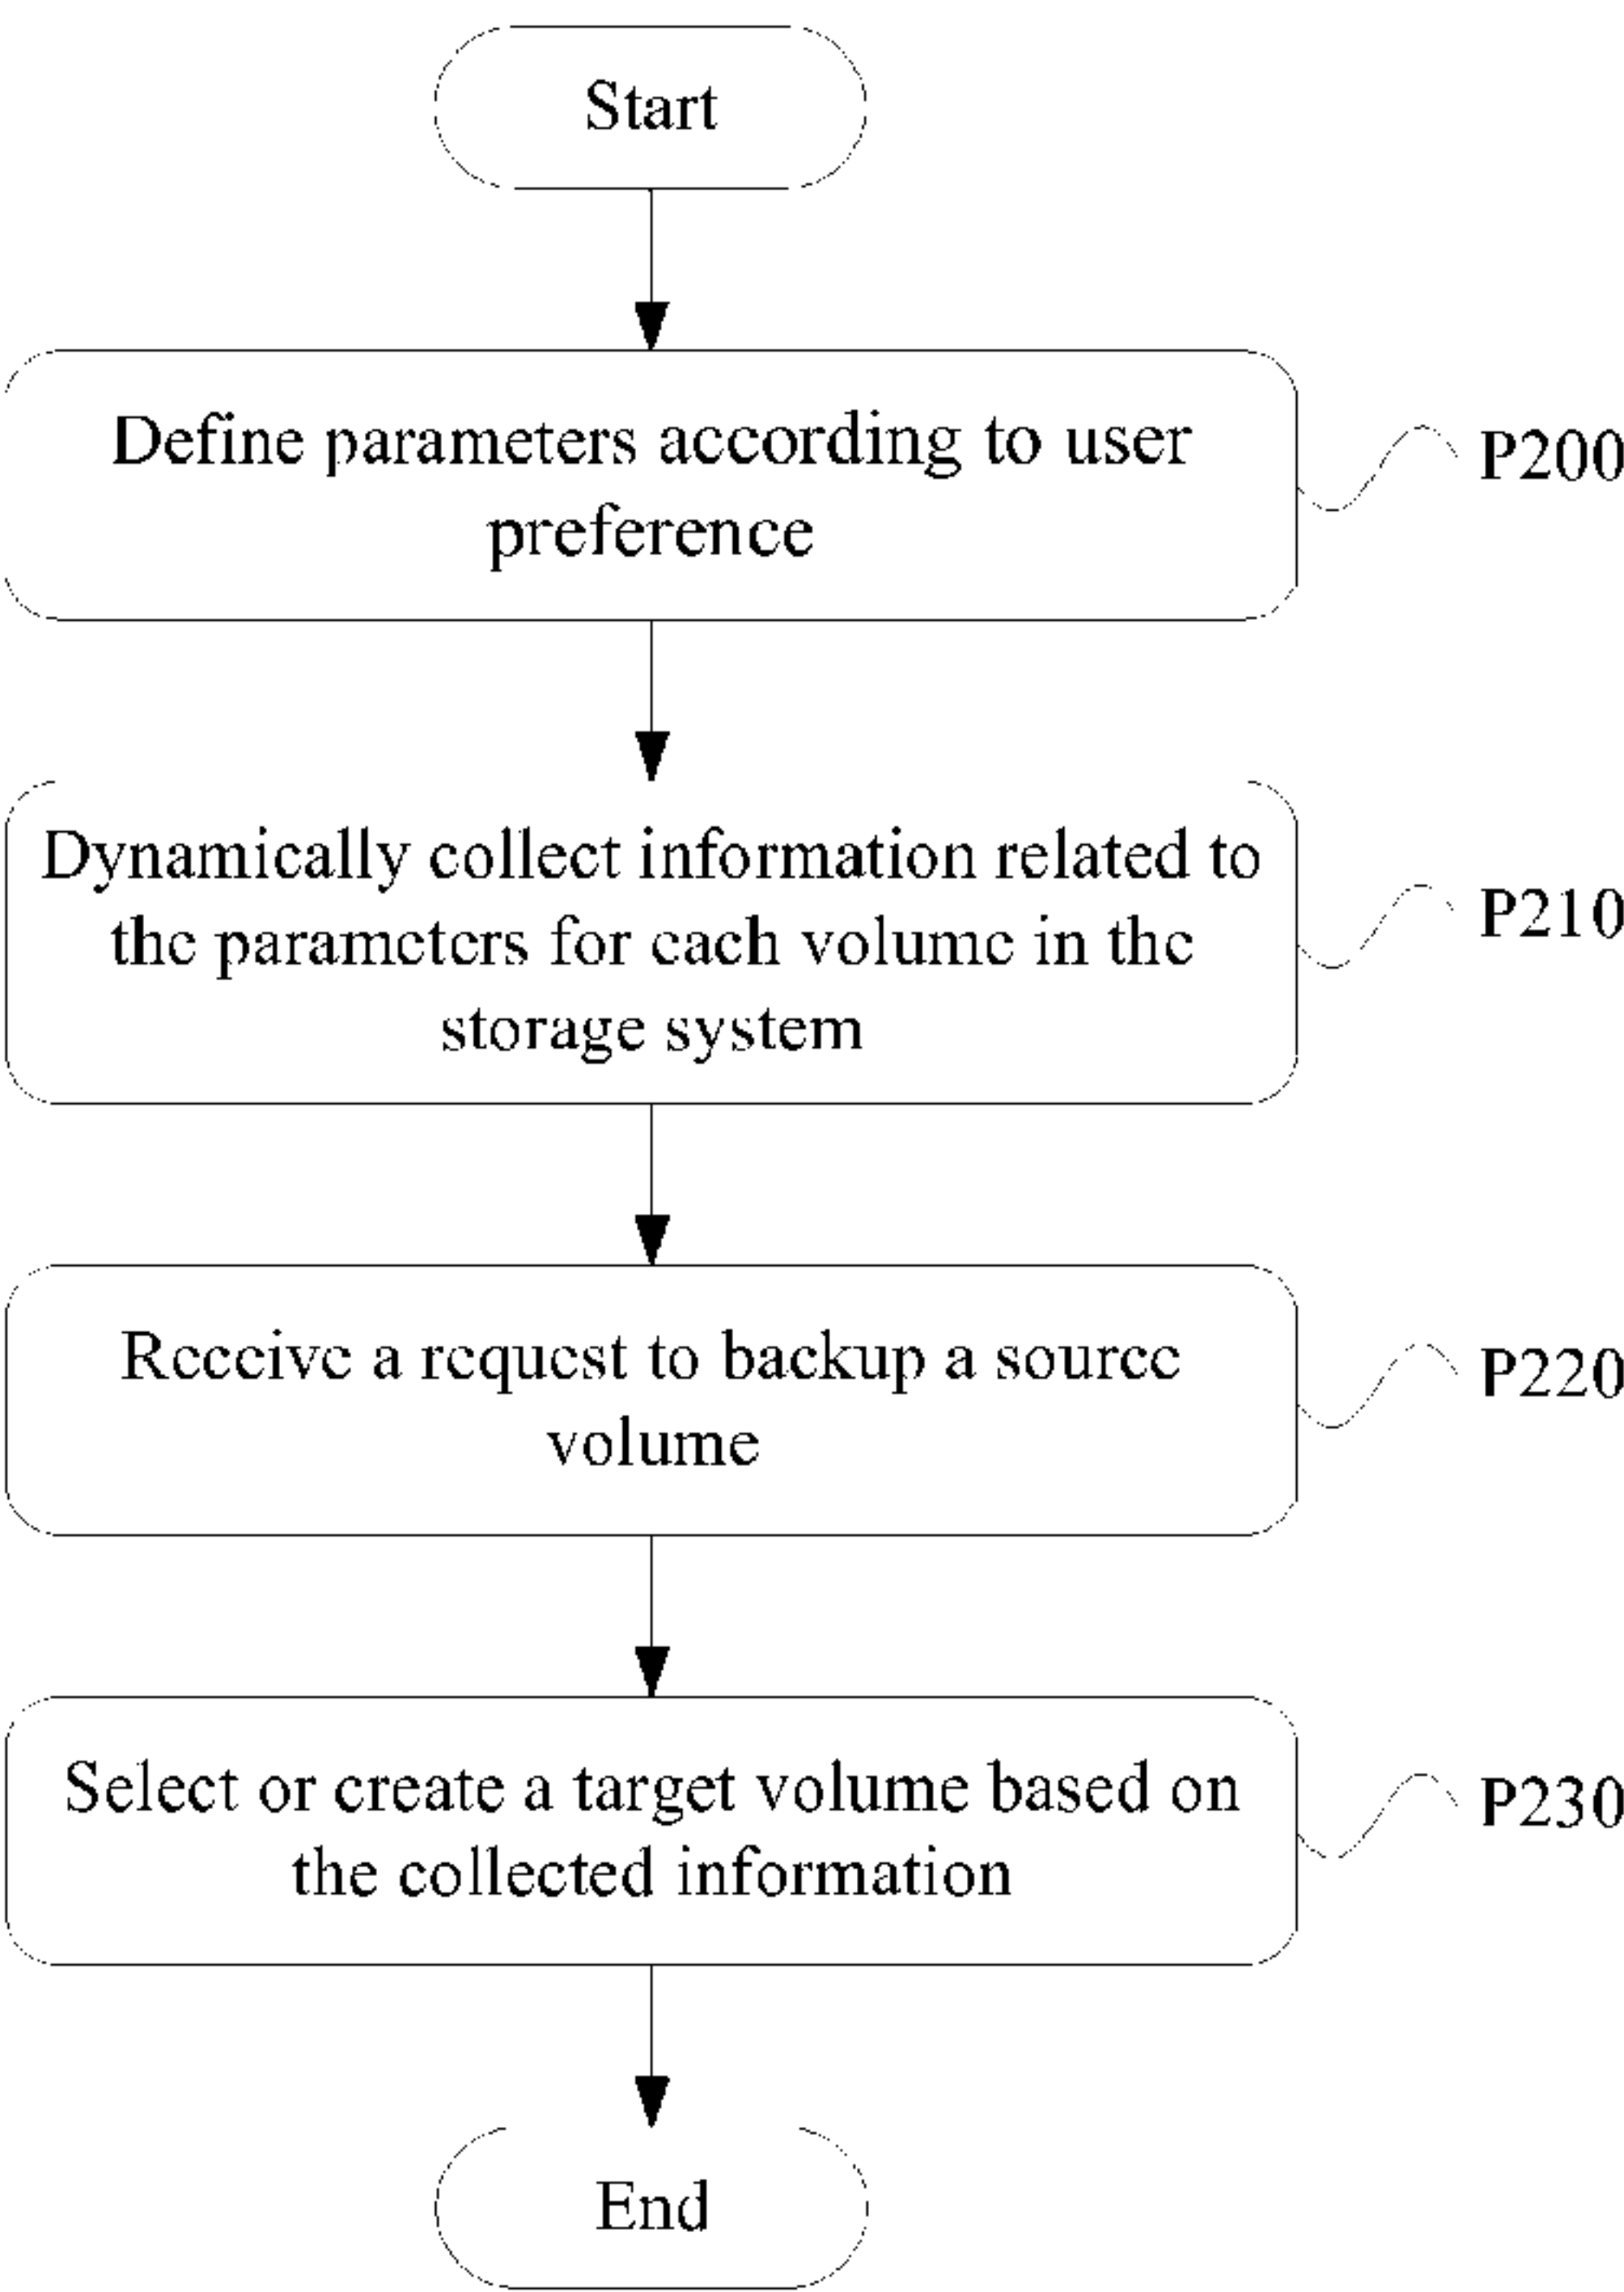 Start
Define parameters according to user
preference
P200
Dynamically collect information related to
the parameters for each volume in the
storage system
P210
Receive a request to backup a source
volume
P220
Select or create a target volume based on
the collected information
P230
End